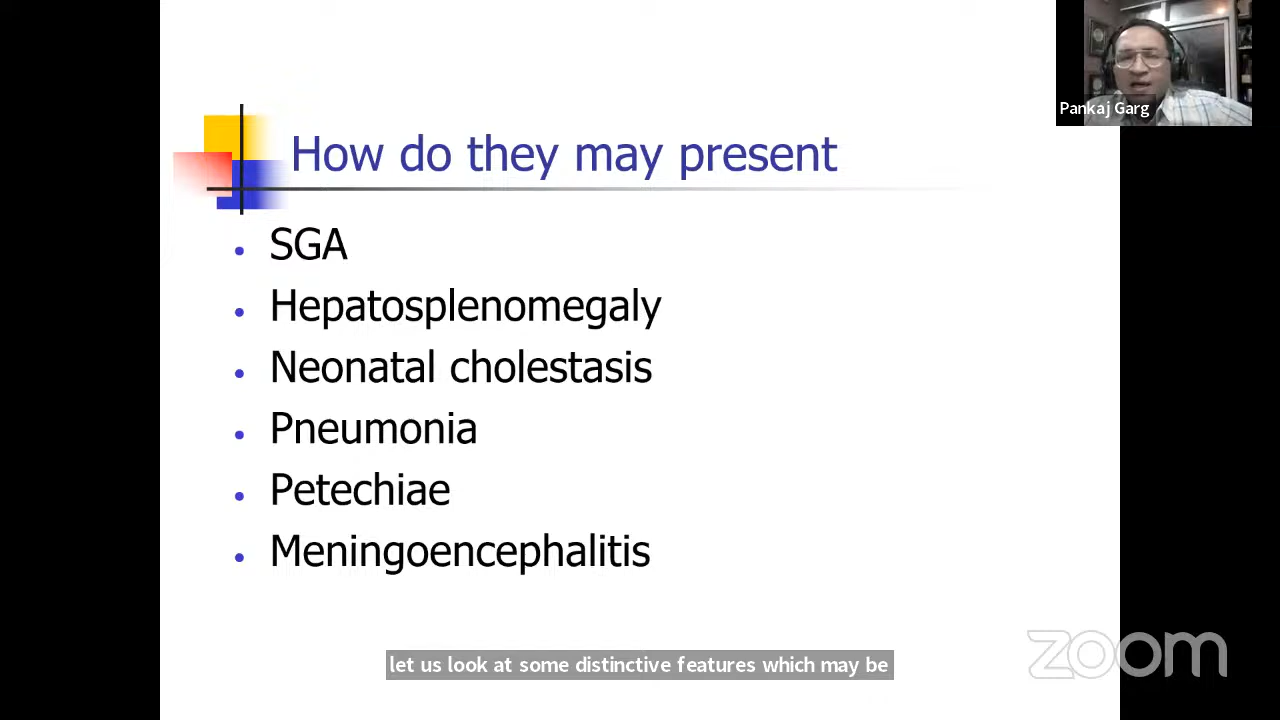 Pankaj Garg
How do they may present
SGA
Hepatosplenomegaly
Neonatal cholestasis
Pneumonia
Petechiae
Meningoencephalitis
let us look at some distinctive features which may be
zoom